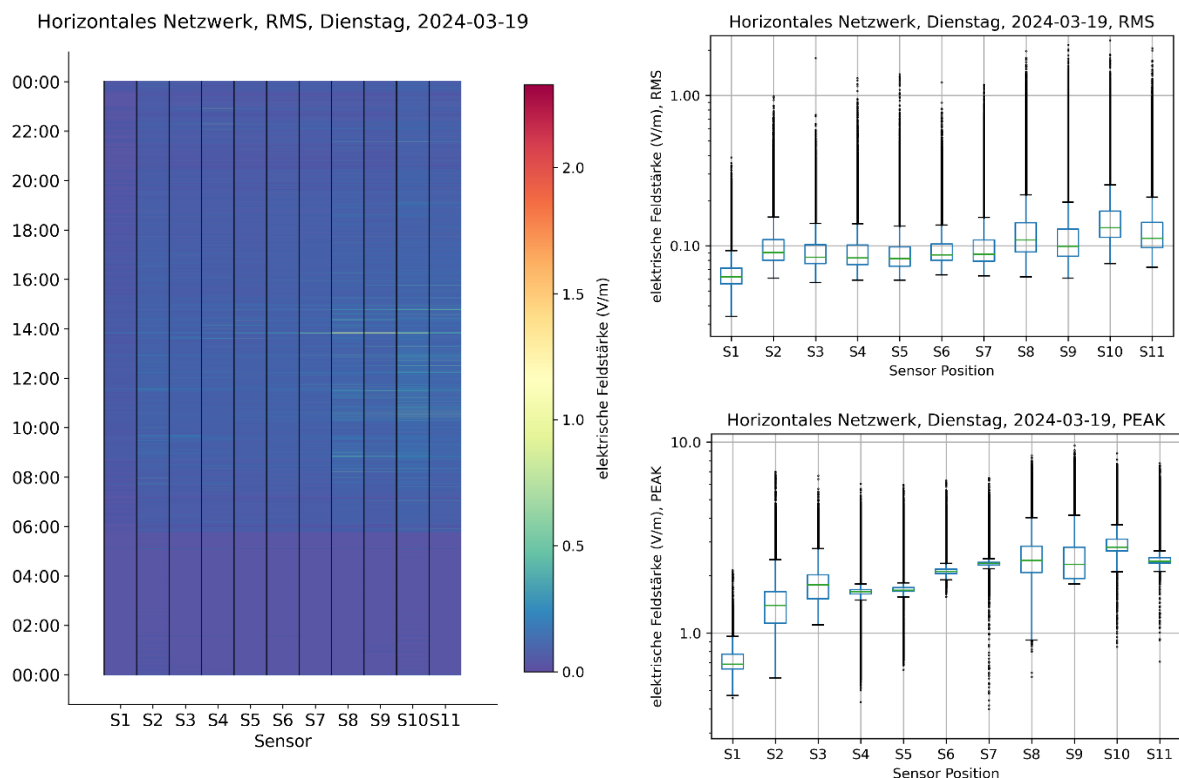 Horizontales Netzwerk, RMS, Dienstag, 2024-03-19
00:00
22:00
20:00
18:00
16:00
14:00
12:00
10:00
08:00
06:00
04:00
02:00
00:00
S1 S2 S3 S4 S5 S6 S7 S8 S9 S10 S11
Sensor
2.0
1.5
1.0
0.5
0.0
elektrische Feldstärke (V/m)
Horizontales Netzwerk, Dienstag, 2024-03-19, RMS
elektrische Feldstärke (V/m), RMS
1.00
0.10
S1 S2 S3 S4 S5 S6 S7 S8 S9 S10 S11
Sensor Position
Horizontales Netzwerk, Dienstag, 2024-03-19, PEAK
elektrische Feldstärke (V/m), PEAK
10.0
1.0
S1 S2 S3 S4 S5 S6 S7 S8 S9 S10 S11
Sensor Position